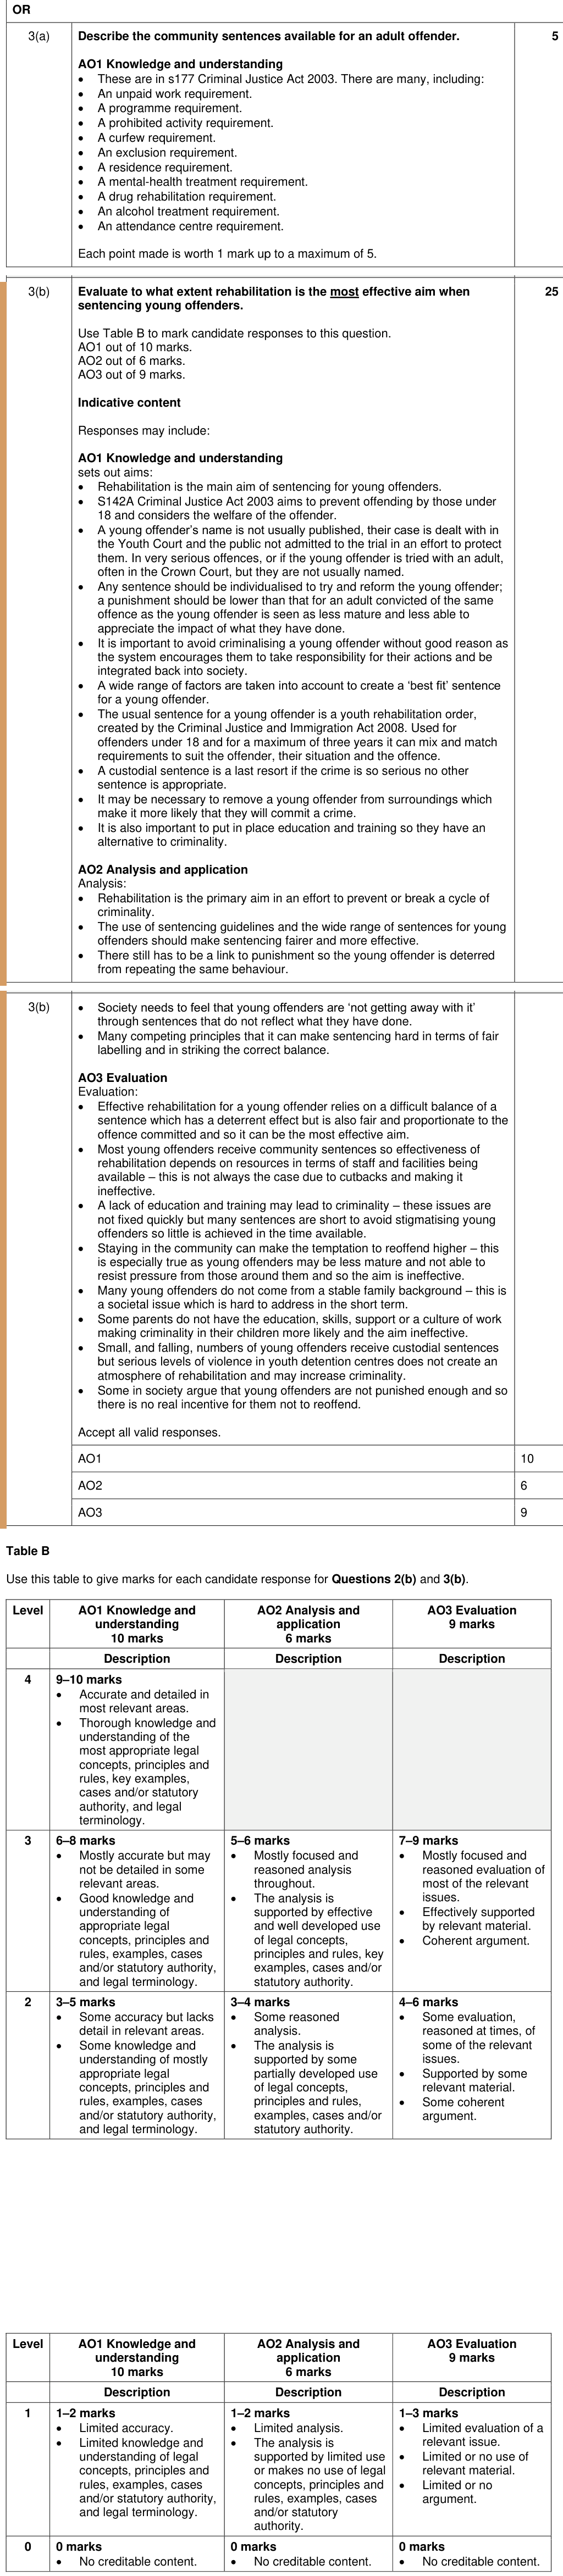 OR
3(a) Describe the community sentences available for an adult offender. 5
AO1 Knowledge and understanding
• These are in s177 Criminal Justice Act 2003. There are many, including:
• An unpaid work requirement.
• A programme requirement.
• A prohibited activity requirement.
• A curfew requirement.
• An exclusion requirement.
• A residence requirement.
• A mental-health treatment requirement.
• A drug rehabilitation requirement.
• An alcohol treatment requirement.
• An attendance centre requirement.
Each point made is worth 1 mark up to a maximum of 5.
3(b) Evaluate to what extent rehabilitation is the most effective aim when 25
sentencing young offenders.
Use Table B to mark candidate responses to this question.
AO1 out of 10 marks.
AO2 out of 6 marks.
AO3 out of 9 marks.
Indicative content
Responses may include:
AO1 Knowledge and understanding
sets out aims:
• Rehabilitation is the main aim of sentencing for young offenders.
• S142A Criminal Justice Act 2003 aims to prevent offending by those under
18 and considers the welfare of the offender.
• A young offender's name is not usually published, their case is dealt with in
the Youth Court and the public not admitted to the trial in an effort to protect
them. In very serious offences, or if the young offender is tried with an adult,
often in the Crown Court, but they are not usually named.
• Any sentence should be individualised to try and reform the young offender;
a punishment should be lower than that for an adult convicted of the same
offence as the young offender is seen as less mature and less able to
appreciate the impact of what they have done.
• It is important to avoid criminalising a young offender without good reason as
the system encourages them to take responsibility for their actions and be
integrated back into society.
• A wide range of factors are taken into account to create a 'best fit' sentence
for a young offender.
• The usual sentence for a young offender is a youth rehabilitation order,
created by the Criminal Justice and Immigration Act 2008. Used for
offenders under 18 and for a maximum of three years it can mix and match
requirements to suit the offender, their situation and the offence.
• A custodial sentence is a last resort if the crime is so serious no other
sentence is appropriate.
• It may be necessary to remove a young offender from surroundings which
make it more likely that they will commit a crime.
• It is also important to put in place education and training so they have an
alternative to criminality.
AO2 Analysis and application
Analysis:
• Rehabilitation is the primary aim in an effort to prevent or break a cycle of
criminality.
• The use of sentencing guidelines and the wide range of sentences for young
offenders should make sentencing fairer and more effective.
• There still has to be a link to punishment so the young offender is deterred
from repeating the same behaviour.
3(b) • Society needs to feel that young offenders are 'not getting away with it'
through sentences that do not reflect what they have done.
• Many competing principles that it can make sentencing hard in terms of fair
labelling and in striking the correct balance.
AO3 Evaluation
Evaluation:
• Effective rehabilitation for a young offender relies on a difficult balance of a
sentence which has a deterrent effect but is also fair and proportionate to the
offence committed and so it can be the most effective aim.
• Most young offenders receive community sentences so effectiveness of
rehabilitation depends on resources in terms of staff and facilities being
available – this is not always the case due to cutbacks and making it
ineffective.
• A lack of education and training may lead to criminality – these issues are
not fixed quickly but many sentences are short to avoid stigmatising young
offenders so little is achieved in the time available.
• Staying in the community can make the temptation to reoffend higher – this
is especially true as young offenders may be less mature and not able to
resist pressure from those around them and so the aim is ineffective.
• Many young offenders do not come from a stable family background – this is
a societal issue which is hard to address in the short term.
• Some parents do not have the education, skills, support or a culture of work
making criminality in their children more likely and the aim ineffective.
• Small, and falling, numbers of young offenders receive custodial sentences
but serious levels of violence in youth detention centres does not create an
atmosphere of rehabilitation and may increase criminality.
• Some in society argue that young offenders are not punished enough and so
there is no real incentive for them not to reoffend.
Accept all valid responses.
AO1 10
AO2 6
AO3 9
Table B
Use this table to give marks for each candidate response for Questions 2(b) and 3(b).
Level
AO1 Knowledge and
understanding
10 marks
AO2 Analysis and
application
6 marks
AO3 Evaluation
9 marks
Description Description Description
4
9–10 marks
• Accurate and detailed in
most relevant areas.
• Thorough knowledge and
understanding of the
most appropriate legal
concepts, principles and
rules, key examples,
cases and/or statutory
authority, and legal
terminology.
3
6–8 marks
• Mostly accurate but may
not be detailed in some
relevant areas.
• Good knowledge and
understanding of
appropriate legal
concepts, principles and
rules, examples, cases
and/or statutory authority,
and legal terminology.
5–6 marks
• Mostly focused and
reasoned analysis
throughout.
• The analysis is
supported by effective
and well developed use
of legal concepts,
principles and rules, key
examples, cases and/or
statutory authority.
7–9 marks
• Mostly focused and
reasoned evaluation of
most of the relevant
issues.
• Effectively supported
by relevant material.
• Coherent argument.
2
3–5 marks
• Some accuracy but lacks
detail in relevant areas.
• Some knowledge and
understanding of mostly
appropriate legal
concepts, principles and
rules, examples, cases
and/or statutory authority,
and legal terminology.
3–4 marks
• Some reasoned
analysis.
• The analysis is
supported by some
partially developed use
of legal concepts,
principles and rules,
examples, cases and/or
statutory authority.
4–6 marks
• Some evaluation,
reasoned at times, of
some of the relevant
issues.
• Supported by some
relevant material.
• Some coherent
argument.
Level
AO1 Knowledge and
understanding
10 marks
AO2 Analysis and
application
6 marks
AO3 Evaluation
9 marks
Description Description Description
1
1–2 marks
• Limited accuracy.
• Limited knowledge and
understanding of legal
concepts, principles and
rules, examples, cases
and/or statutory authority,
and legal terminology.
1–2 marks
• Limited analysis.
• The analysis is
supported by limited use
or makes no use of legal
concepts, principles and
rules, examples, cases
and/or statutory
authority.
1–3 marks
• Limited evaluation of a
relevant issue.
• Limited or no use of
relevant material.
• Limited or no
argument.
0
0 marks
• No creditable content.
0 marks
• No creditable content.
0 marks
• No creditable content.